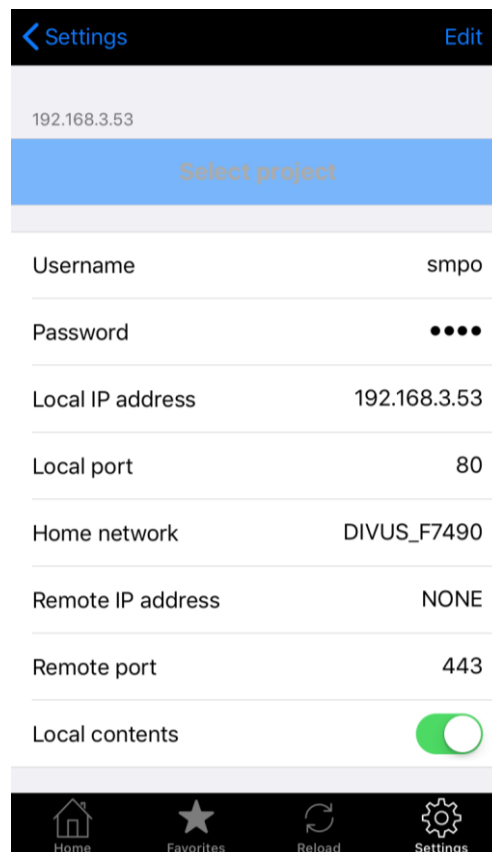 Settings
Edit
192.168.3.53
Select project
Username smpo
Password ••••
Local IP address 192.168.3.53
Local port 80
Home network DIVUS_F7490
Remote IP address NONE
Remote port 443
Local contents
Home Favorites Reload Settings